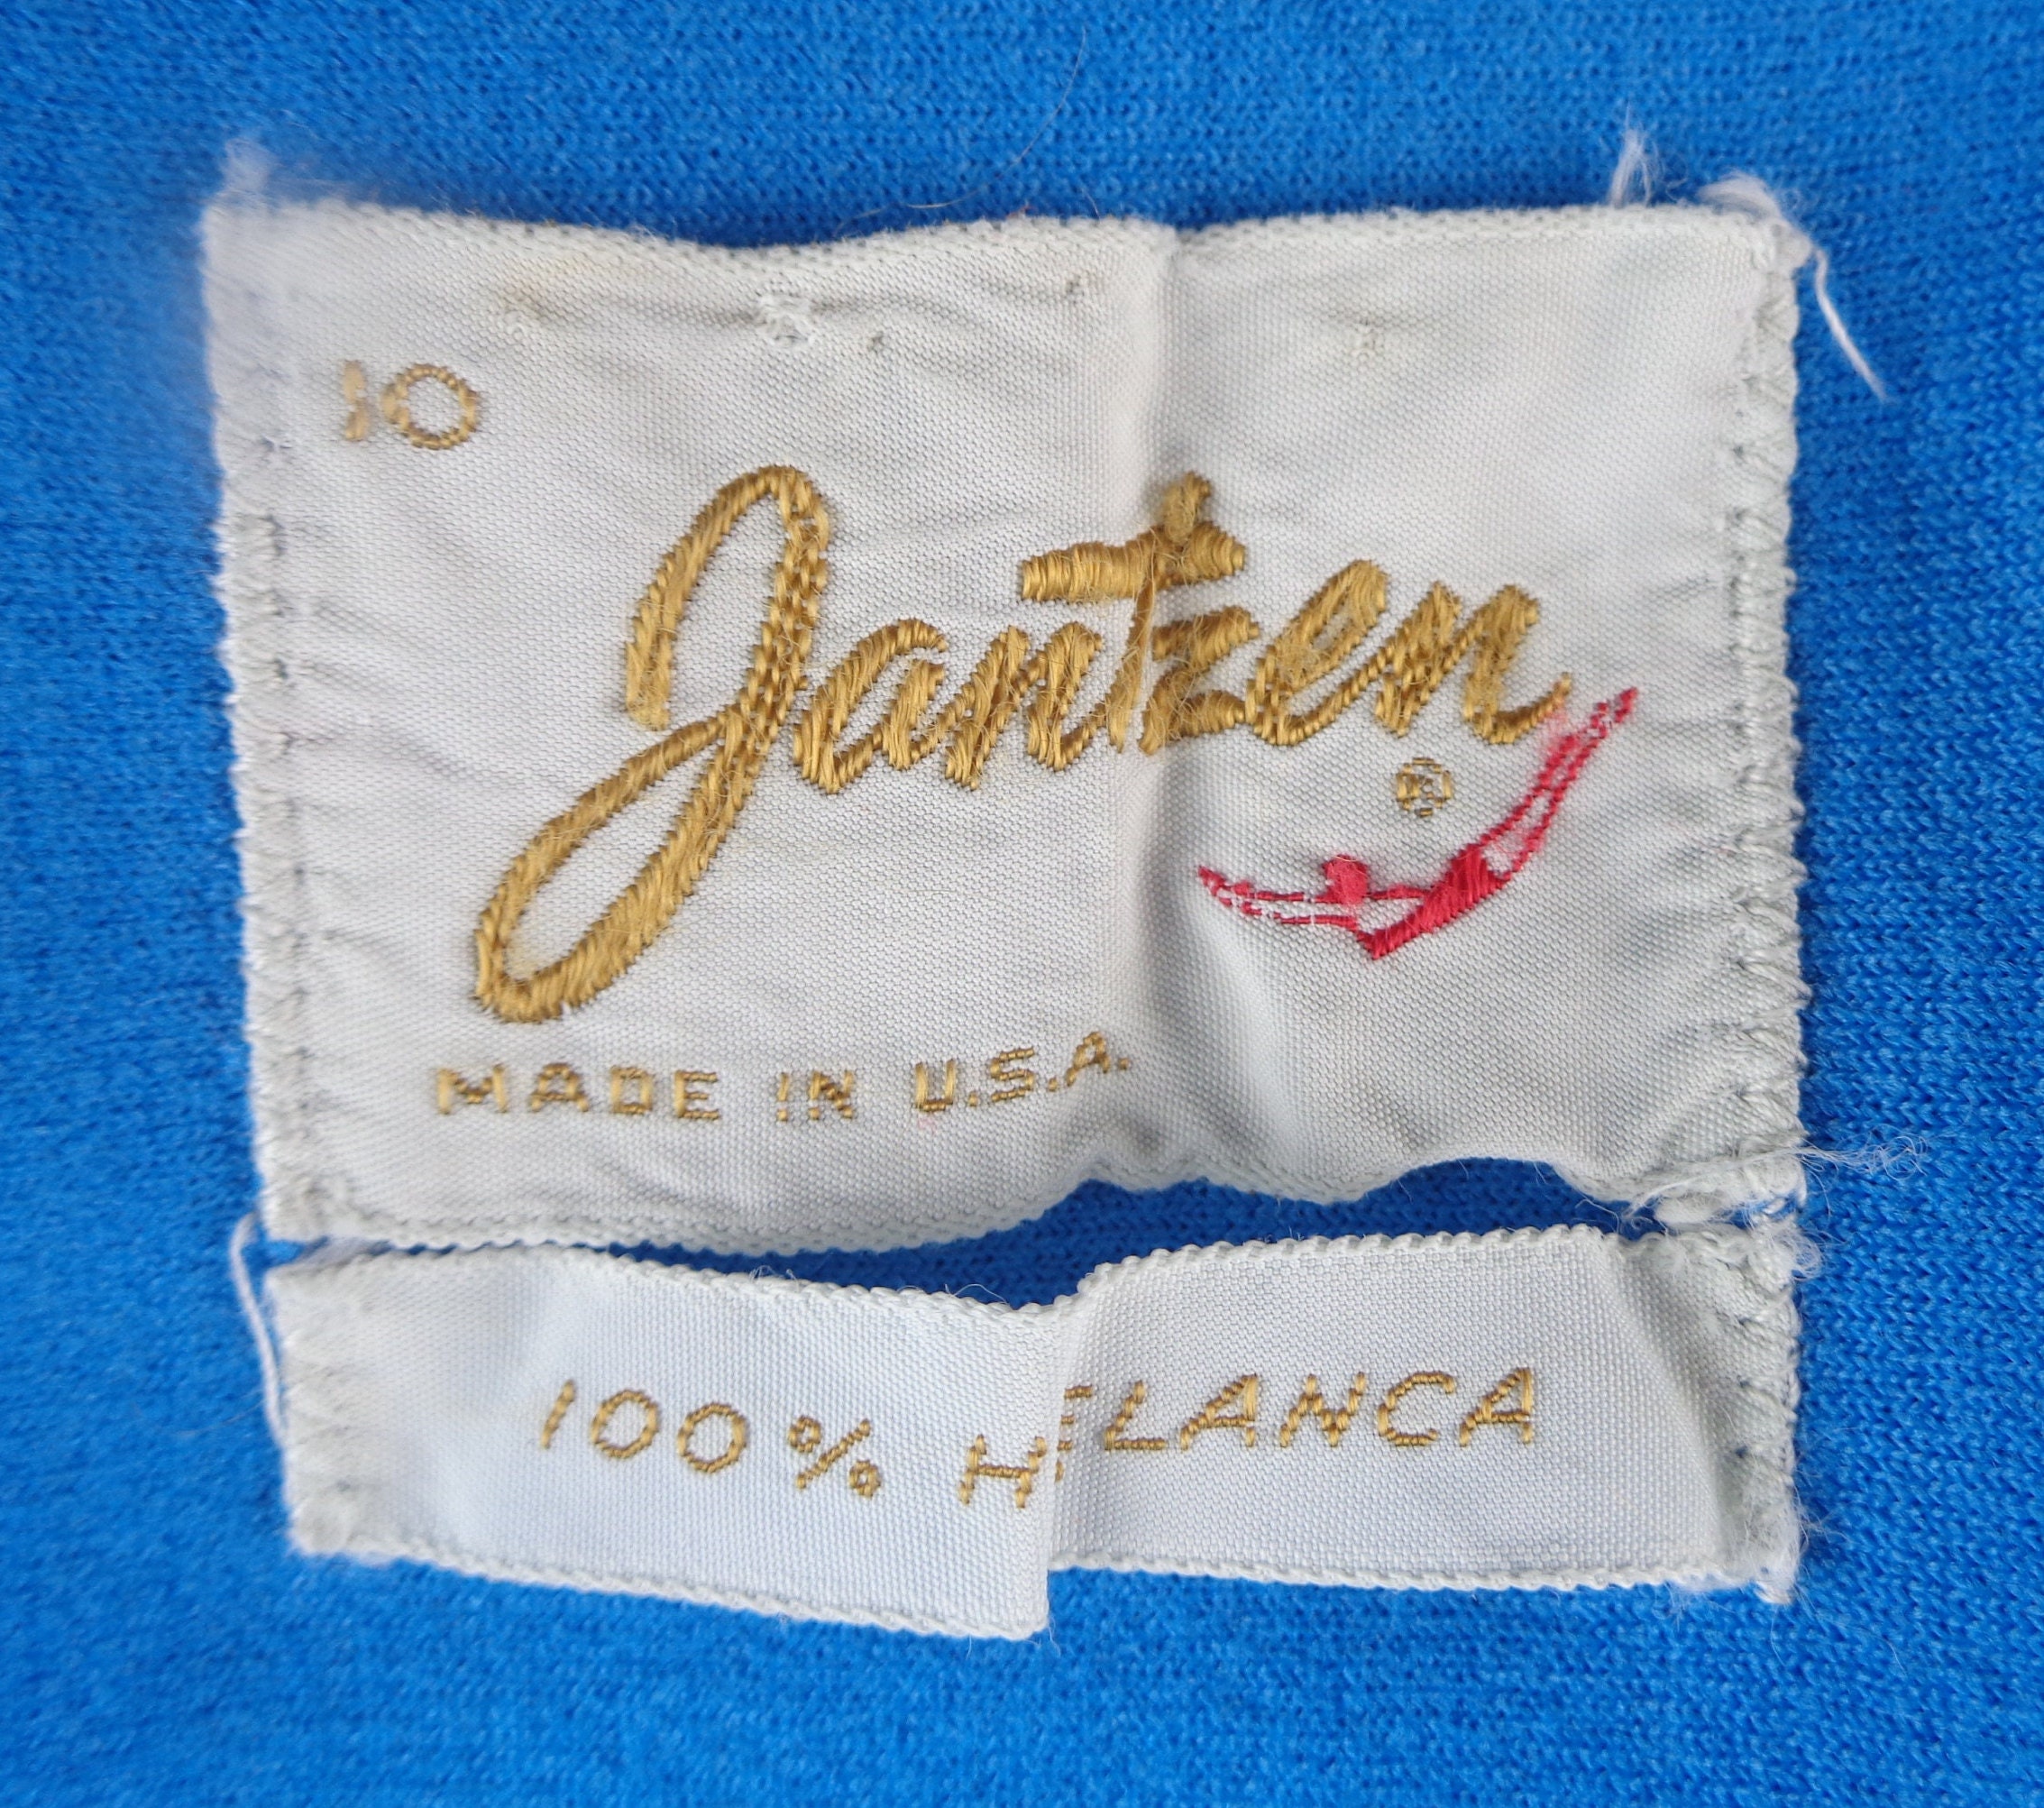 10
Jantzen
®
MADE IN U.S.A.
100% HELANCA